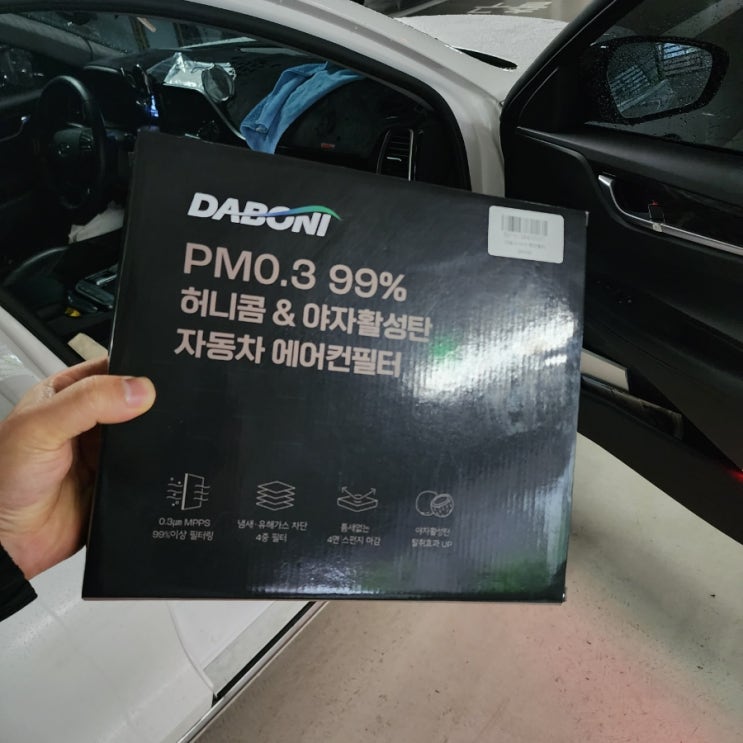 DABONI
PM0.3 99%
허니콤 & 야자활성탄
자동차 에어컨필터
0.3μm MPPS
99%이상 필터링
냄새·유해가스 차단
4중 필터
틈새없는
4면 스펀지 마감
야자활성탄
탈취효과 UP